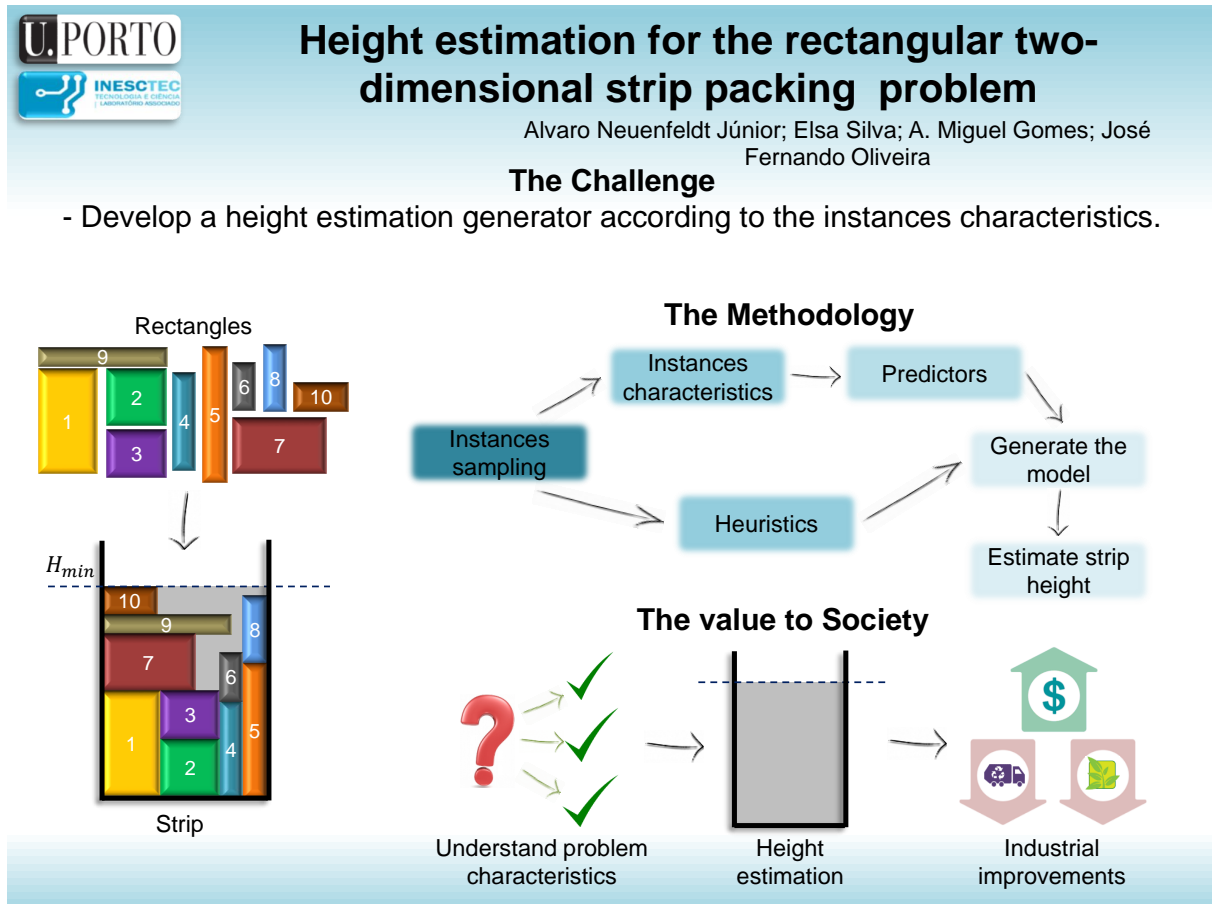 U.PORTO
INESCTEC
TECNOLOGIA E CIÊNCIA
LABORATÓRIO ASSOCIADO
Height estimation for the rectangular two-
dimensional strip packing problem
Alvaro Neuenfeldt Júnior; Elsa Silva; A. Miguel Gomes; José
Fernando Oliveira
The Challenge
- Develop a height estimation generator according to the instances characteristics.
Rectangles
9
1
2
3
4
5
6
8
10
7
H_min
10
9
8
7
6
3
1
2
4
5
Strip
The Methodology
Instances
characteristics
Predictors
Instances
sampling
Generate the
model
Heuristics
Estimate strip
height
The value to Society
$
Understand problem
characteristics
Height
estimation
Industrial
improvements